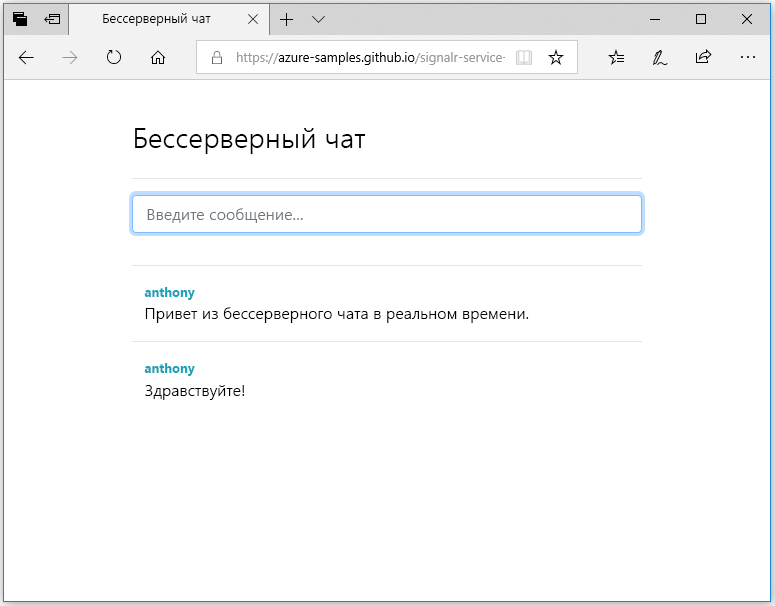 Бессерверный чат
https://azure-samples.github.io/signalr-service-
Бессерверный чат
Введите сообщение...
anthony
Привет из бессерверного чата в реальном времени.
anthony
Здравствуйте!